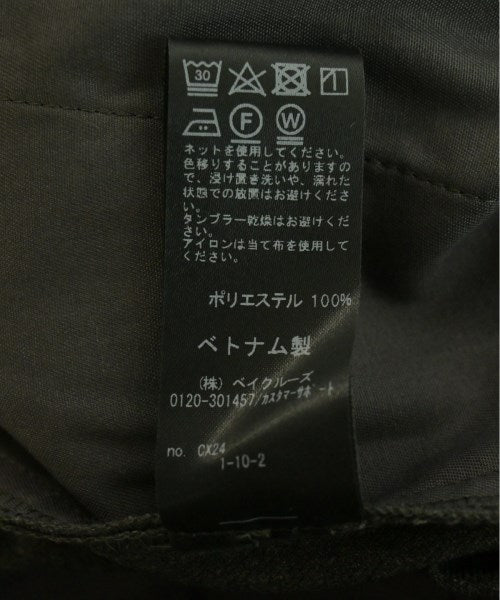 30
F W
ネットを使用してください。
色移りすることがありますの
で、浸け置き洗いや、濡れた
状態での放置はお避けくださ
い。
タンブラー乾燥はお避けくだ
さい。
アイロンは当て布を使用して
ください。
ポリエステル 100%
ベトナム製
(株) ベイクルーズ
0120-301457/カスタマーサポート
no. CX24
1-10-2